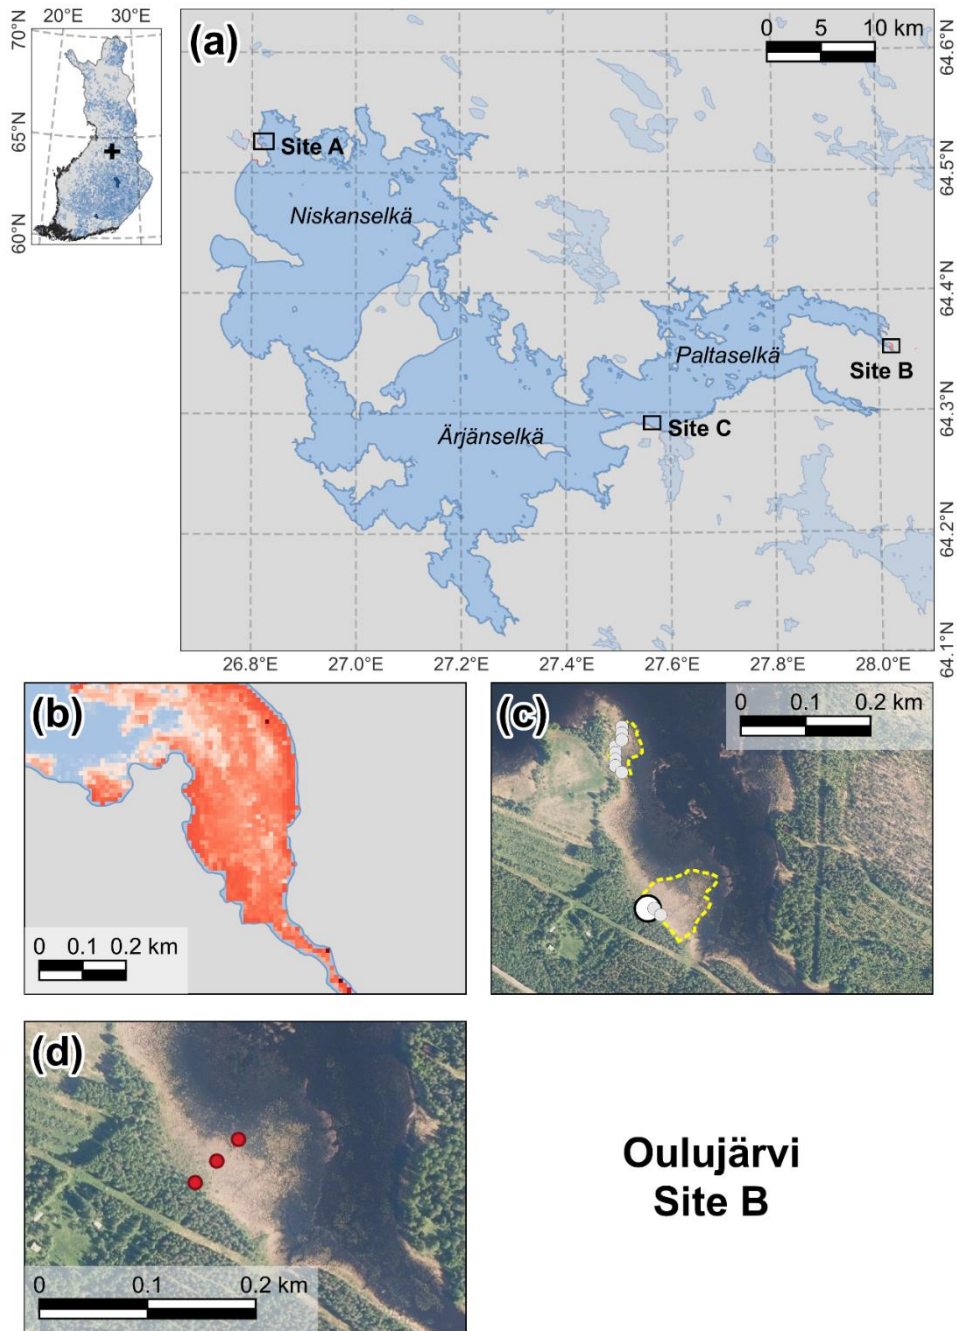 20°E 30°E
70°N
65°N
60°N
(a)
0 5 10 km
64.6°N
64.5°N
64.4°N
64.3°N
64.2°N
64.1°N
Site A
Niskanselkä
Paltaselkä
Site B
Ärjänselkä
Site C
26.8°E 27.0°E 27.2°E 27.4°E 27.6°E 27.8°E 28.0°E
(b)
0 0.1 0.2 km
(c)
0 0.1 0.2 km
(d)
0 0.1 0.2 km
Oulujärvi
Site B